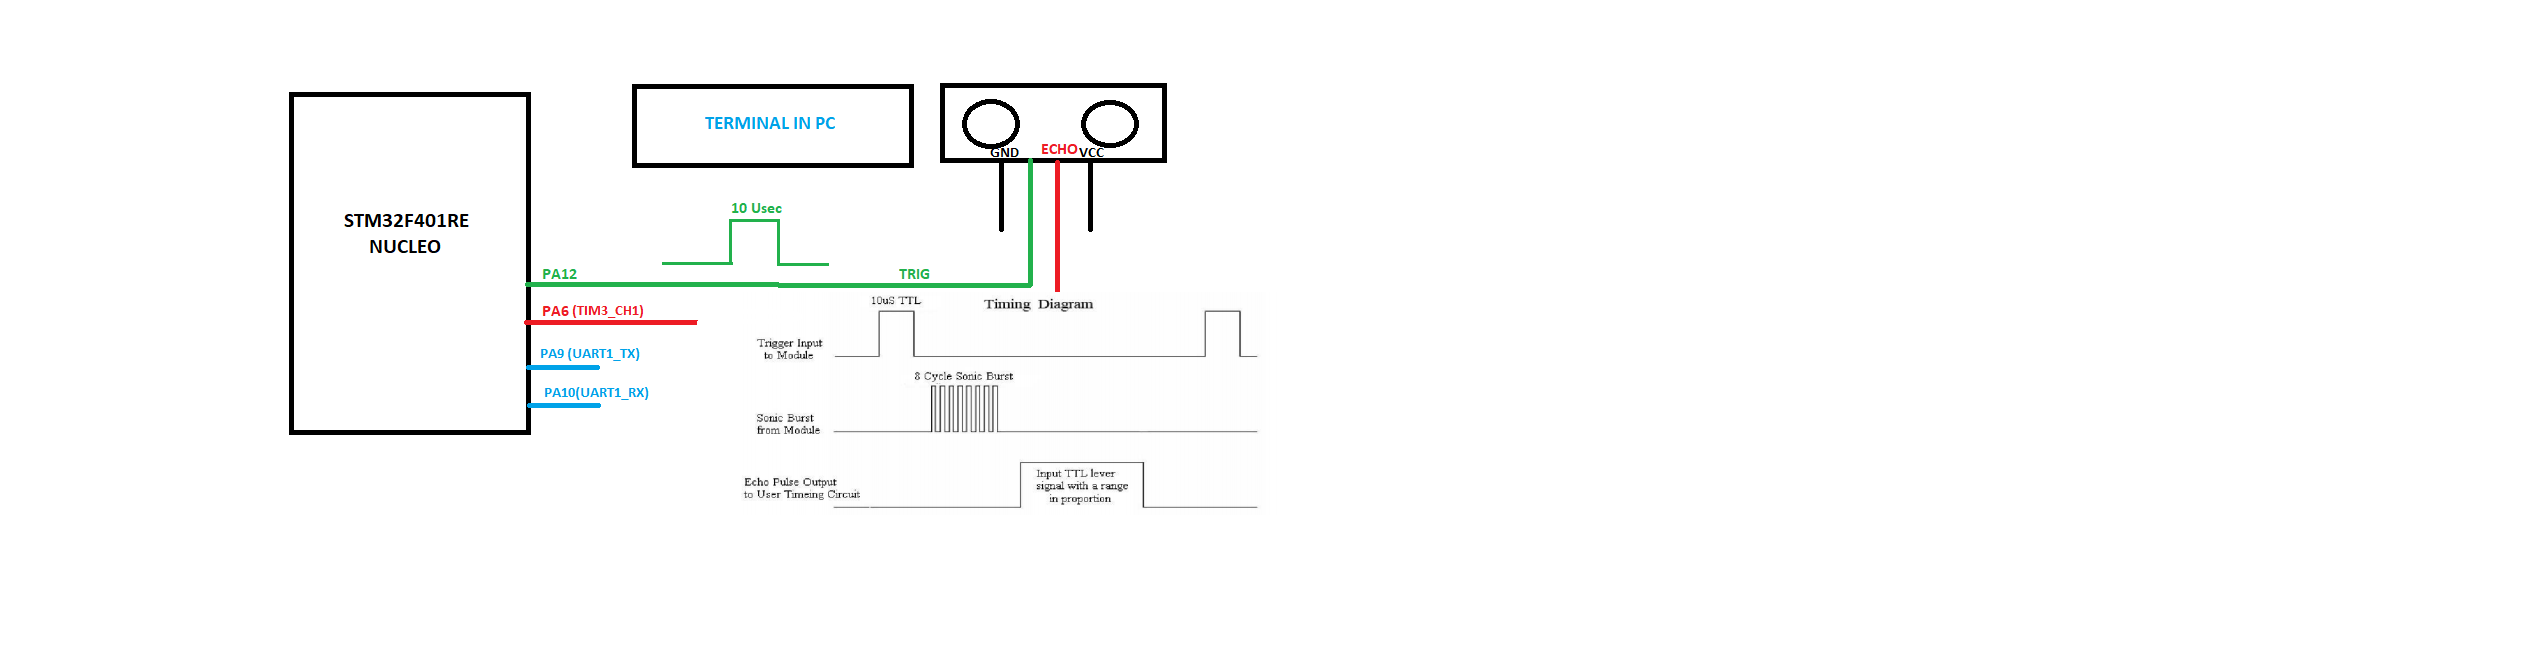 TERMINAL IN PC
GND
ECHO
VCC
STM32F401RE
NUCLEO
10 Usec
PA12
TRIG
PA6 (TIM3_CH1)
PA9 (UART1_TX)
PA10(UART1_RX)
10uS TTL
Timing Diagram
Trigger Input
to Module
8 Cycle Sonic Burst
Sonic Burst
from Module
Echo Pulse Output
to User Timeing Circuit
Input TTL lever
signal with a range
in proportion